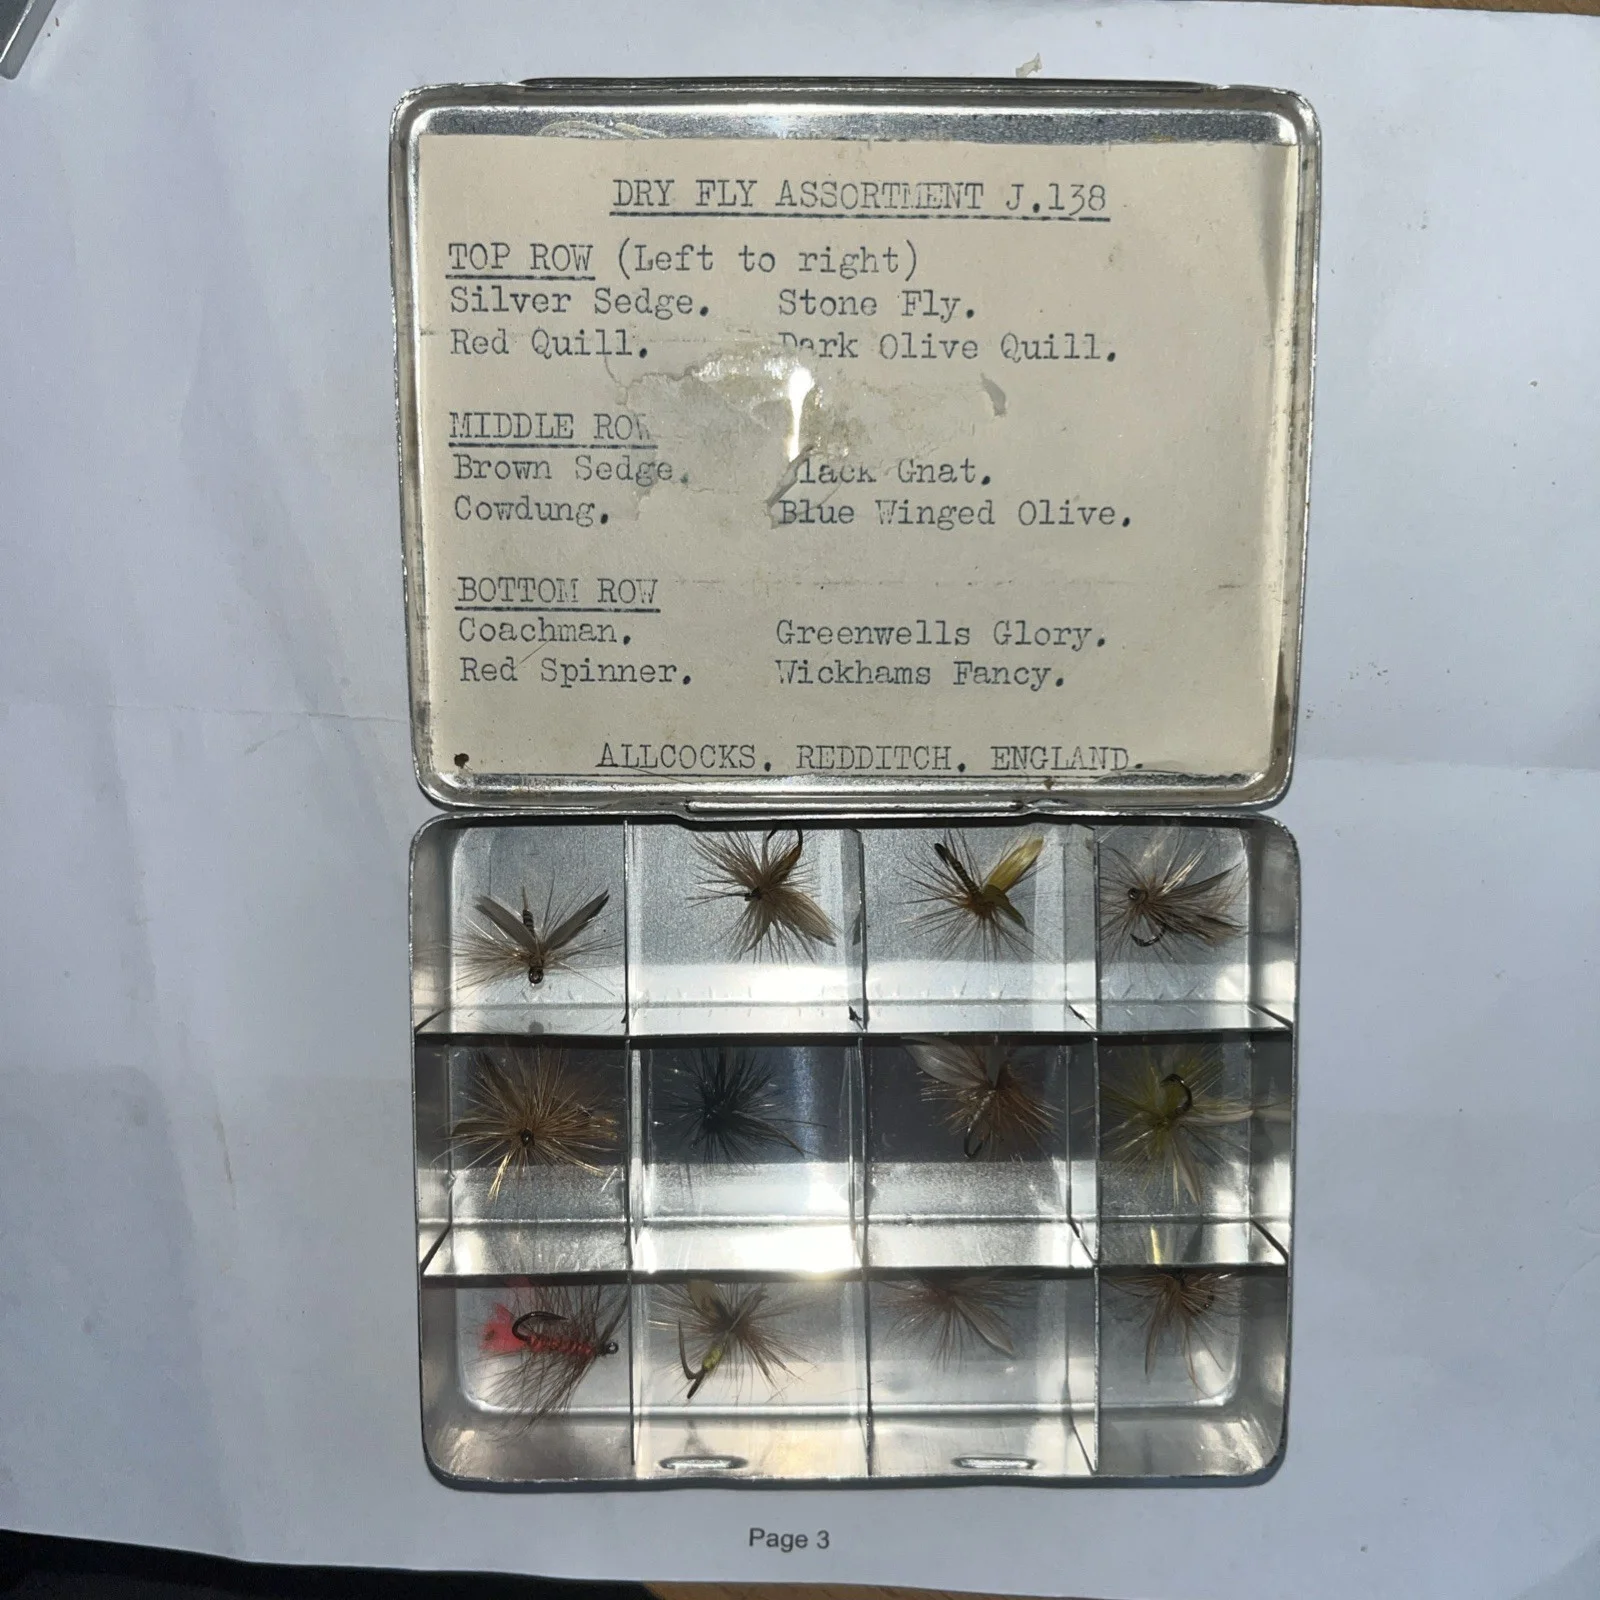 DRY FLY ASSORTMENT J.138
TOP ROW (Left to right)
Silver Sedge. Stone Fly.
Red Quill. Dark Olive Quill.
MIDDLE ROW
Brown Sedge. Black Gnat.
Cowdung. Blue Winged Olive.
BOTTOM ROW
Coachman. Greenwells Glory.
Red Spinner. Wickhams Fancy.
ALLCOCKS. REDDITCH. ENGLAND.
Page 3